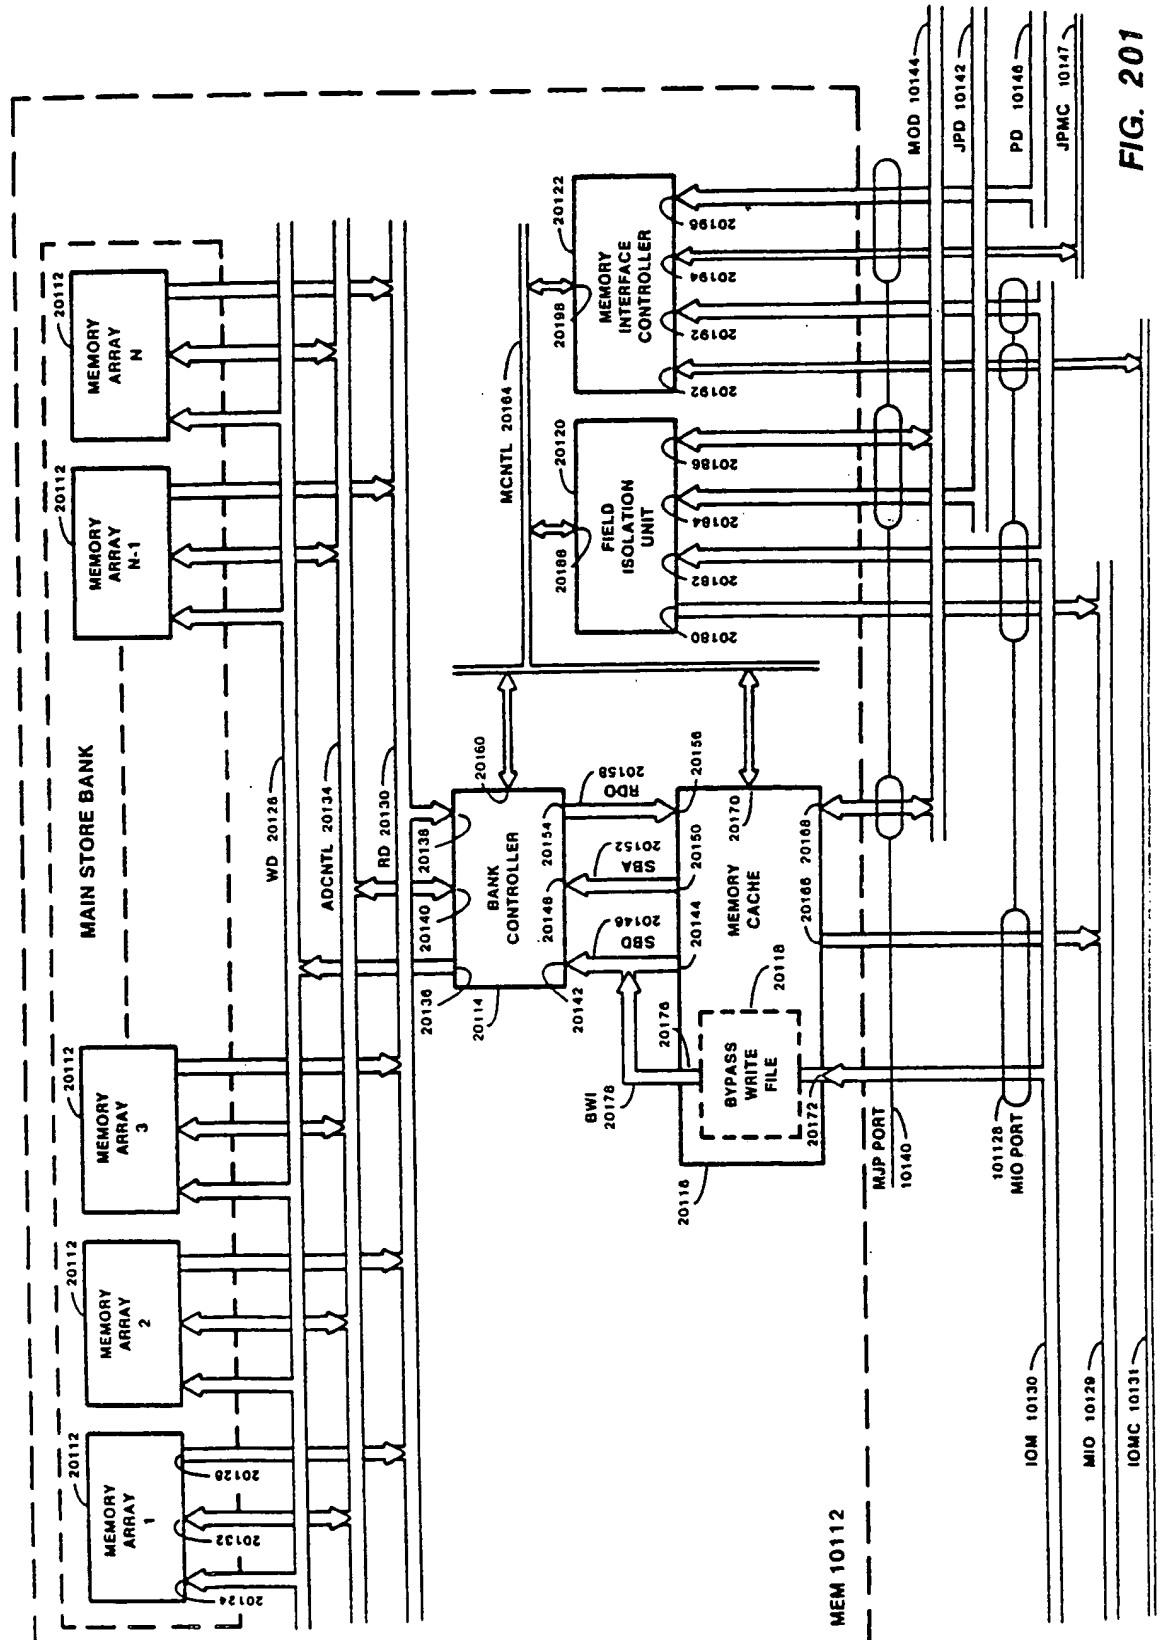 MEMORY
ARRAY
1
20112
20124
20132
20128
MEMORY
ARRAY
2
20112
MEMORY
ARRAY
3
20112
MAIN STORE BANK
MEMORY
ARRAY
N-1
20112
MEMORY
ARRAY
N
20112
WD 20126
ADCNTL 20134
RD 20130
20136
20140
20138
20160
20114
BANK
CONTROLLER
20142
20148
20154
SBD
20146
SBA
20152
RDO
20158
MCNTL 20164
BWI
20178
20176
20144
20150
20156
20116
BYPASS
WRITE
FILE
20118
MEMORY
CACHE
20170
20172
20166
20168
20188
FIELD
ISOLATION
UNIT
20120
20180
20182
20184
20186
20198
MEMORY
INTERFACE
CONTROLLER
20122
20192
20192
20194
20196
MEM 10112
MJP PORT
10140
101128
MIO PORT
MOD 10144
JPD 10142
PD 10146
JPMC 10147
IOM 10130
MIO 10129
IOMC 10131
FIG. 201